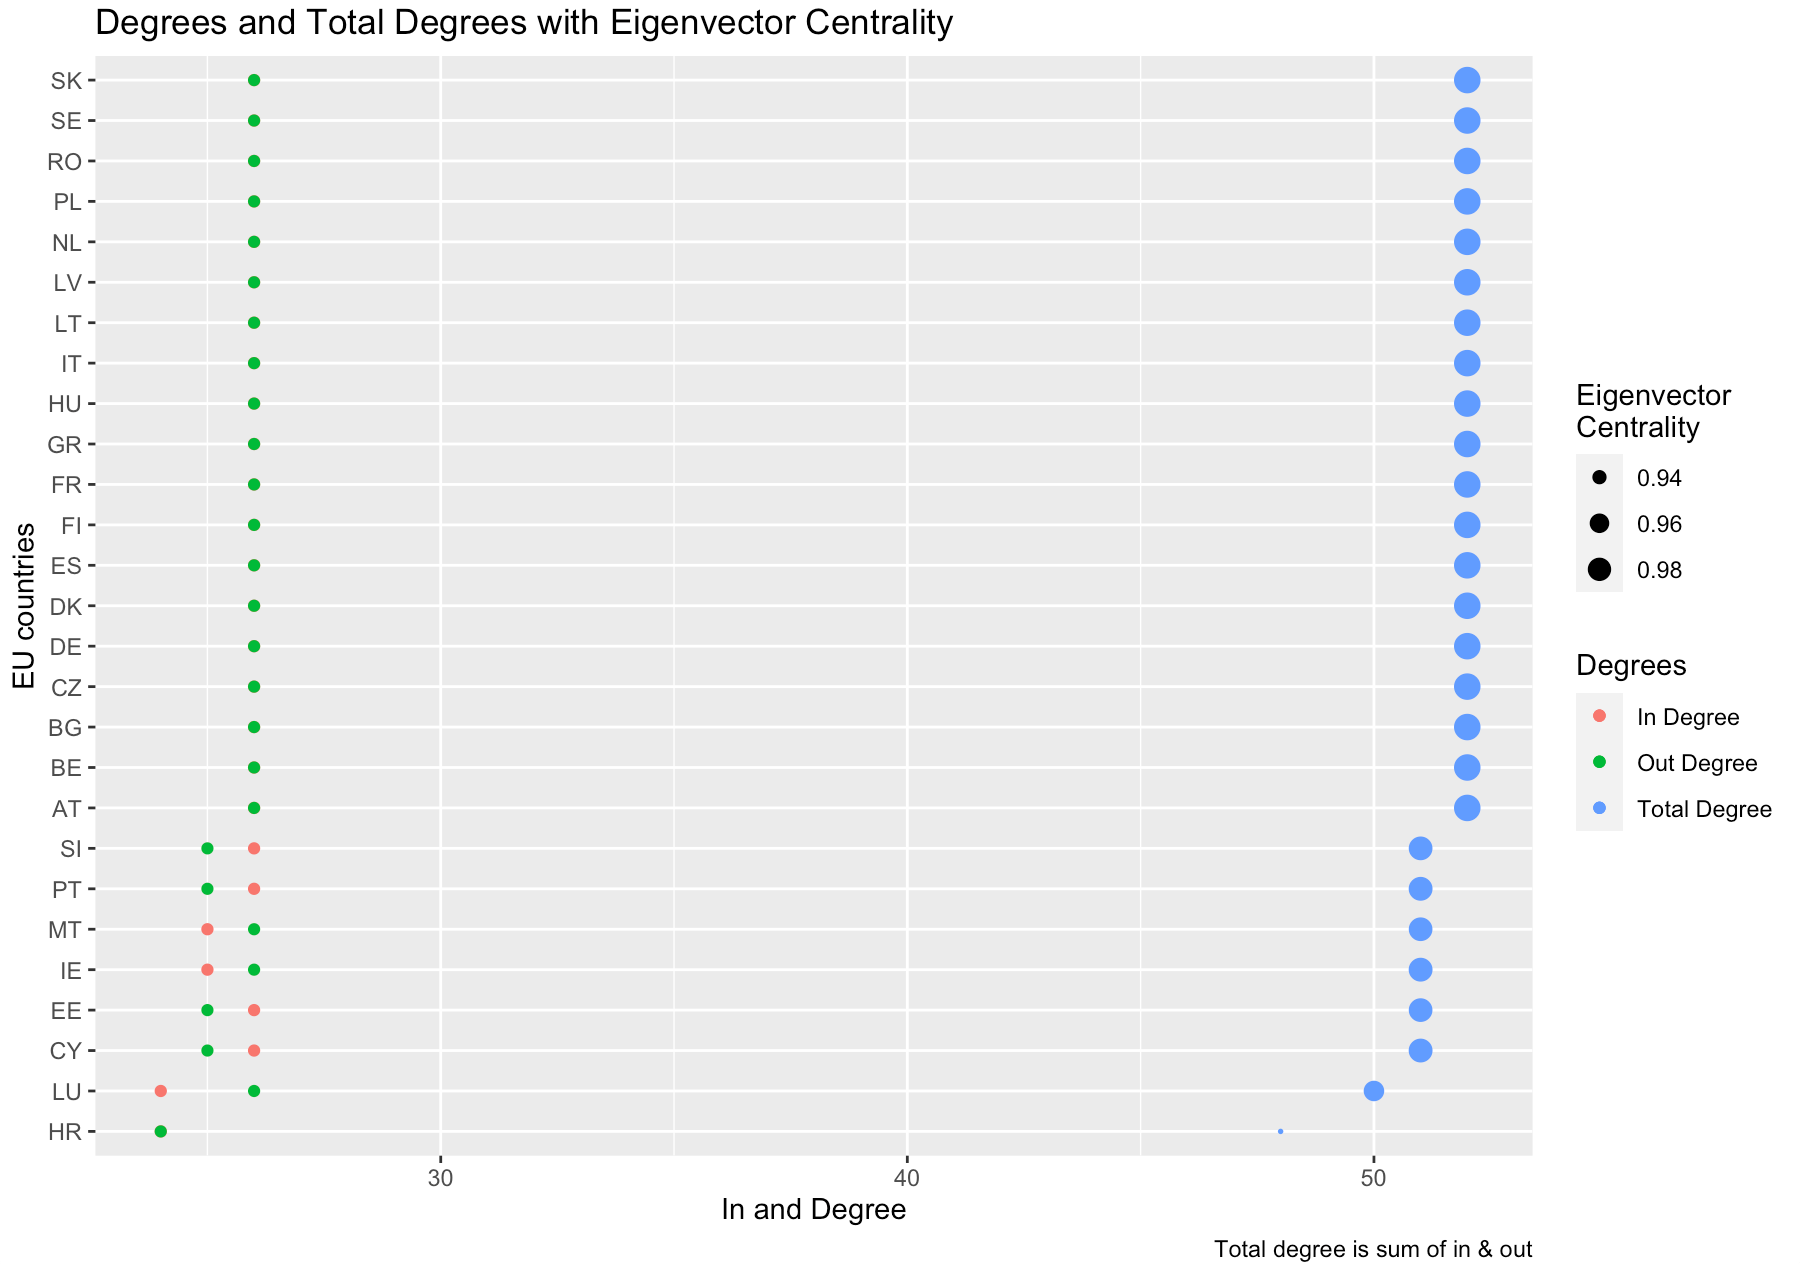 Degrees and Total Degrees with Eigenvector Centrality
EU countries
SK
SE
RO
PL
NL
LV
LT
IT
HU
GR
FR
FI
ES
DK
DE
CZ
BG
BE
AT
SI
PT
MT
IE
EE
CY
LU
HR
30 40 50
In and Degree
Total degree is sum of in & out
Eigenvector
Centrality
0.94
0.96
0.98
Degrees
In Degree
Out Degree
Total Degree